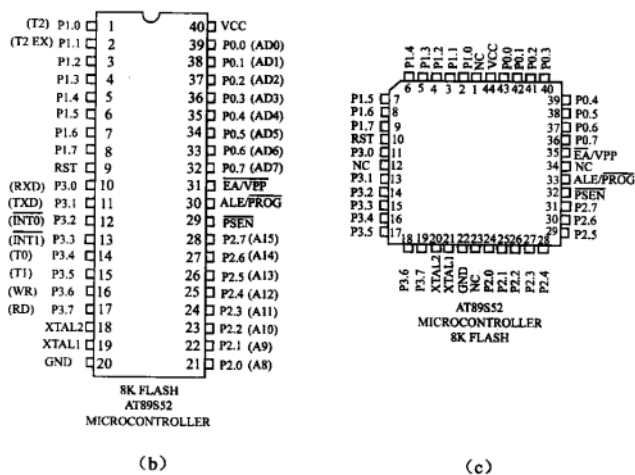 (T2) P1.0 1 40 VCC
(T2 EX) P1.1 2 39 P0.0 (AD0)
P1.2 3 38 P0.1 (AD1)
P1.3 4 37 P0.2 (AD2)
P1.4 5 36 P0.3 (AD3)
P1.5 6 35 P0.4 (AD4)
P1.6 7 34 P0.5 (AD5)
P1.7 8 33 P0.6 (AD6)
RST 9 32 P0.7 (AD7)
(RXD) P3.0 10 31 EA/VPP
(TXD) P3.1 11 30 ALE/PROG
(INT0) P3.2 12 29 PSEN
(INT1) P3.3 13 28 P2.7 (A15)
(T0) P3.4 14 27 P2.6 (A14)
(T1) P3.5 15 26 P2.5 (A13)
(WR) P3.6 16 25 P2.4 (A12)
(RD) P3.7 17 24 P2.3 (A11)
XTAL2 18 23 P2.2 (A10)
XTAL1 19 22 P2.1 (A9)
GND 20 21 P2.0 (A8)
8K FLASH
AT89S52
MICROCONTROLLER
(b)
P1.4 P1.3 P1.2 P1.1 P1.0 NC VCC P0.0 P0.1 P0.2 P0.3
6 5 4 3 2 1 44 43 42 41 40
P1.5 7 39 P0.4
P1.6 8 38 P0.5
P1,7 9 37 P0.6
RST 10 36 P0.7
P3.0 11 35 EA/VPP
NC 12 34 NC
P3.1 13 33 ALE/PROG
P3.2 14 32 PSEN
P3.3 15 31 P2.7
P3.4 16 30 P2.6
P3.5 17 29 P2.5
18 19 20 21 22 23 24 25 26 27 28
P3.6 P3.7 XTAL2 XTAL1 GND NC P2.0 P2.1 P2.2 P2.3 P2.4
AT89S52
MICROCONTROLLER
8K FLASH
(c)